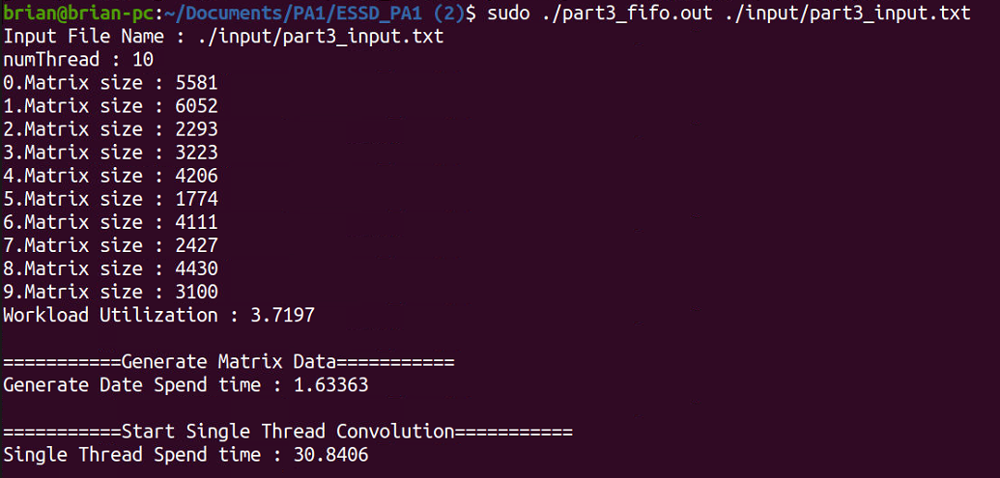 brian@brian-pc:~/Documents/PA1/ESSD_PA1 (2)$ sudo ./part3_fifo.out ./input/part3_input.txt
Input File Name : ./input/part3_input.txt
numThread : 10
0.Matrix size : 5581
1.Matrix size : 6052
2.Matrix size : 2293
3.Matrix size : 3223
4.Matrix size : 4206
5.Matrix size : 1774
6.Matrix size : 4111
7.Matrix size : 2427
8.Matrix size : 4430
9.Matrix size : 3100
Workload Utilization : 3.7197
===========Generate Matrix Data===========
Generate Date Spend time : 1.63363
===========Start Single Thread Convolution===========
Single Thread Spend time : 30.8406